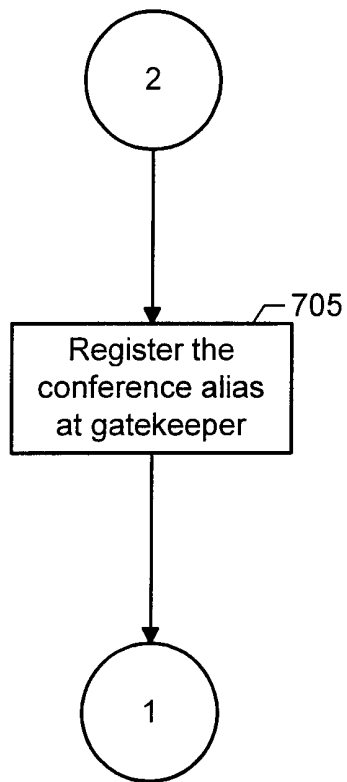 2
705
Register the
conference alias
at gatekeeper
1